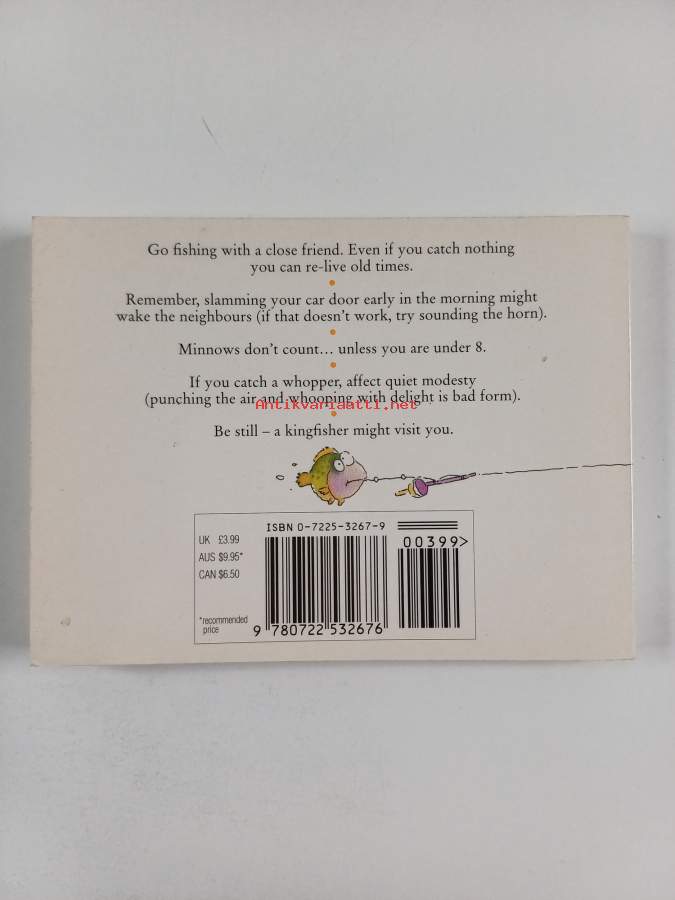 Go fishing with a close friend. Even if you catch nothing
you can re-live old times.
Remember, slamming your car door early in the morning might
wake the neighbours (if that doesn't work, try sounding the horn).
Minnows don't count... unless you are under 8.
If you catch a whopper, affect quiet modesty
(punching the air and whooping with delight is bad form).
Antikvariaatti.net
Be still – a kingfisher might visit you.
ISBN 0-7225-3267-9
UK £3.99
AUS $9.95*
CAN $6.50
*recommended
price
00399>
9 780722 532676